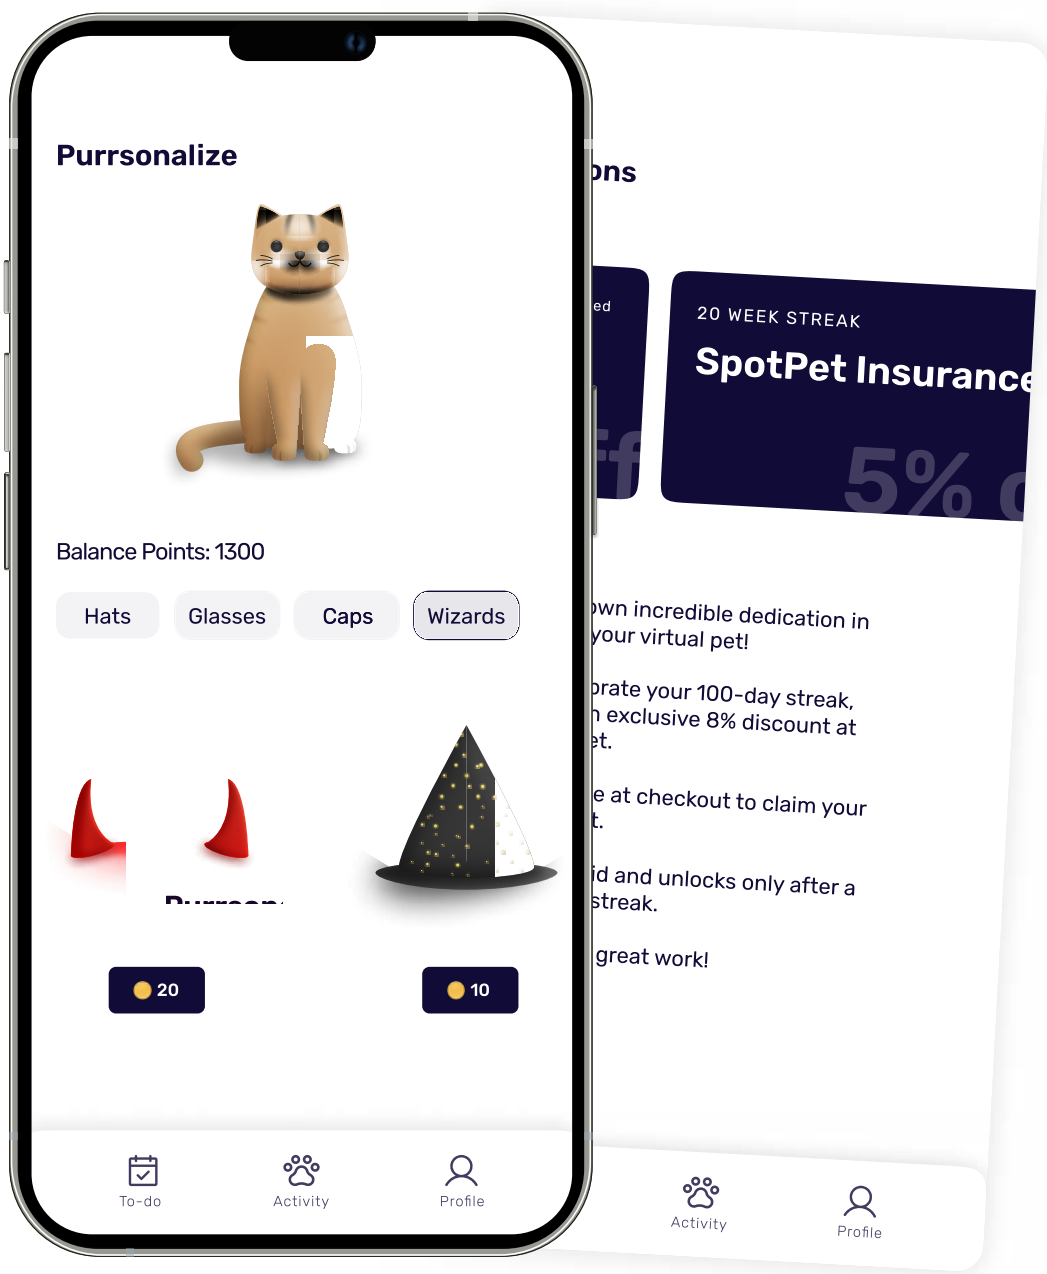 Purrsonalize
Balance Points: 1300
Hats
Glasses
Caps
Wizards
20
10
To-do
Activity
Profile
ons
ed
20 WEEK STREAK
SpotPet Insurance
5%
own incredible dedication in
your virtual pet!
brate your 100-day streak,
n exclusive 8% discount at
et.
e at checkout to claim your
t.
id and unlocks only after a
streak.
great work!
Activity
Profile